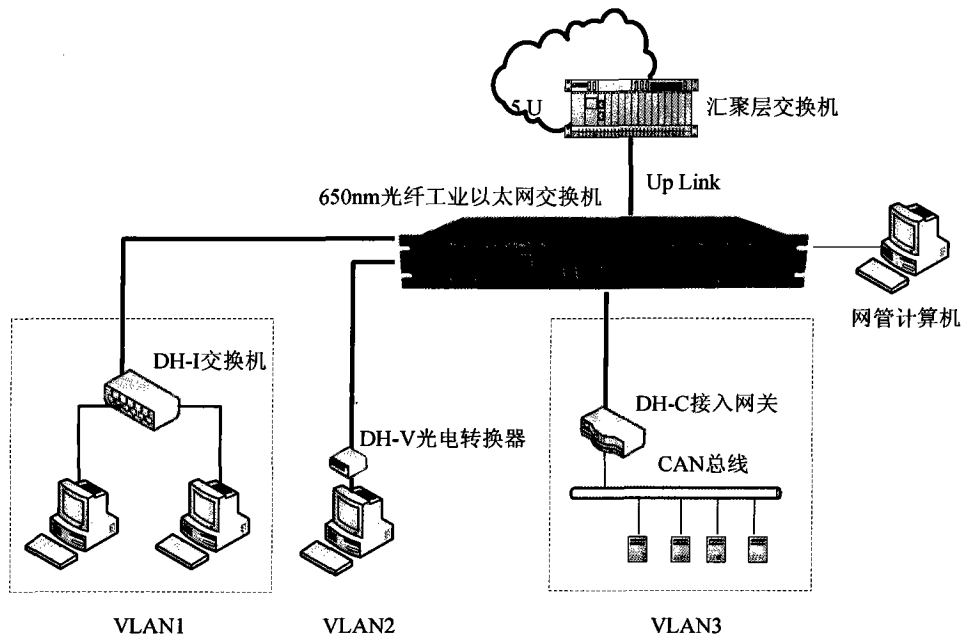 5 U
汇聚层交换机
Up Link
650nm光纤工业以太网交换机
网管计算机
DH-I交换机
DH-C接入网关
DH-V光电转换器
CAN总线
VLAN1
VLAN2
VLAN3